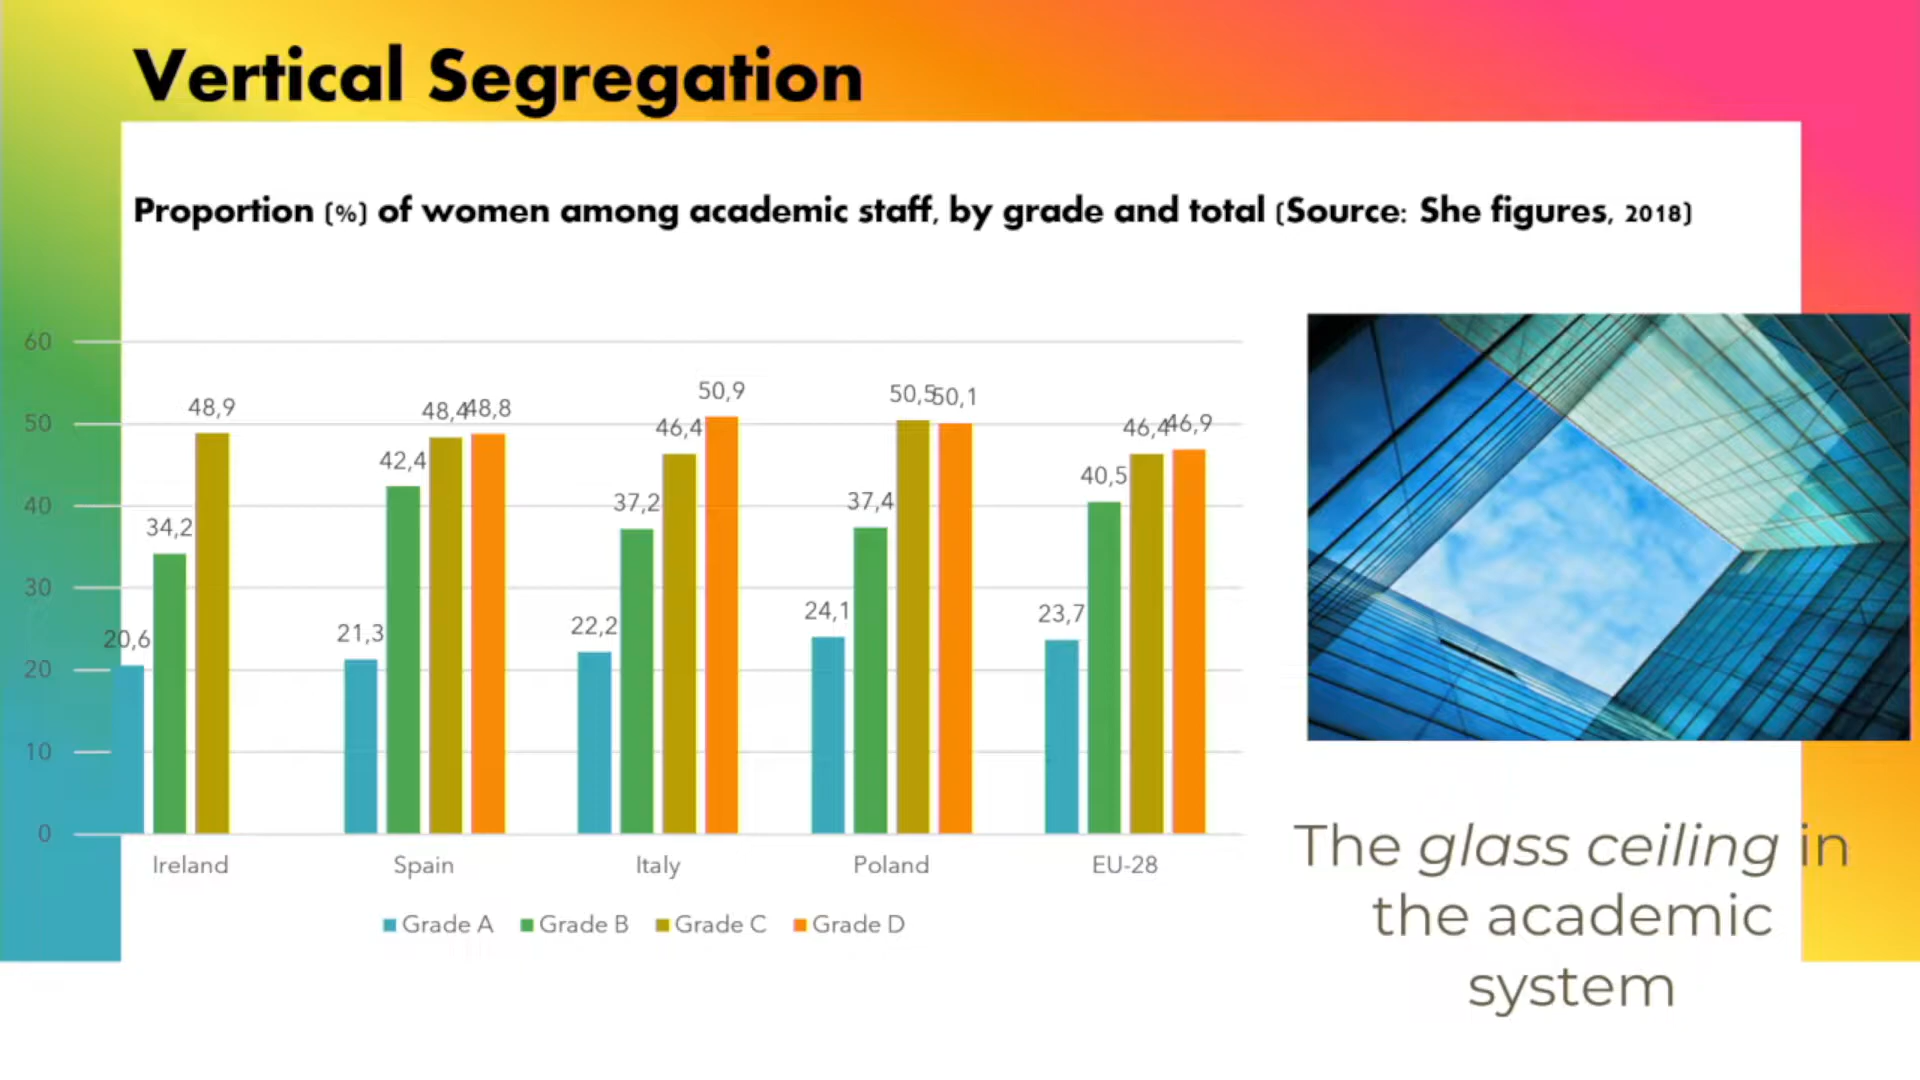 Vertical Segregation
Proportion (%) of women among academic staff, by grade and total (Source: She figures, 2018)
60
50
40
30
20
10
0
20,6
34,2
48,9
21,3
42,4
48,4
48,8
22,2
37,2
46,4
50,9
24,1
37,4
50,5
50,1
23,7
40,5
46,4
46,9
Ireland
Spain
Italy
Poland
EU-28
Grade A
Grade B
Grade C
Grade D
The glass ceiling in
the academic
system